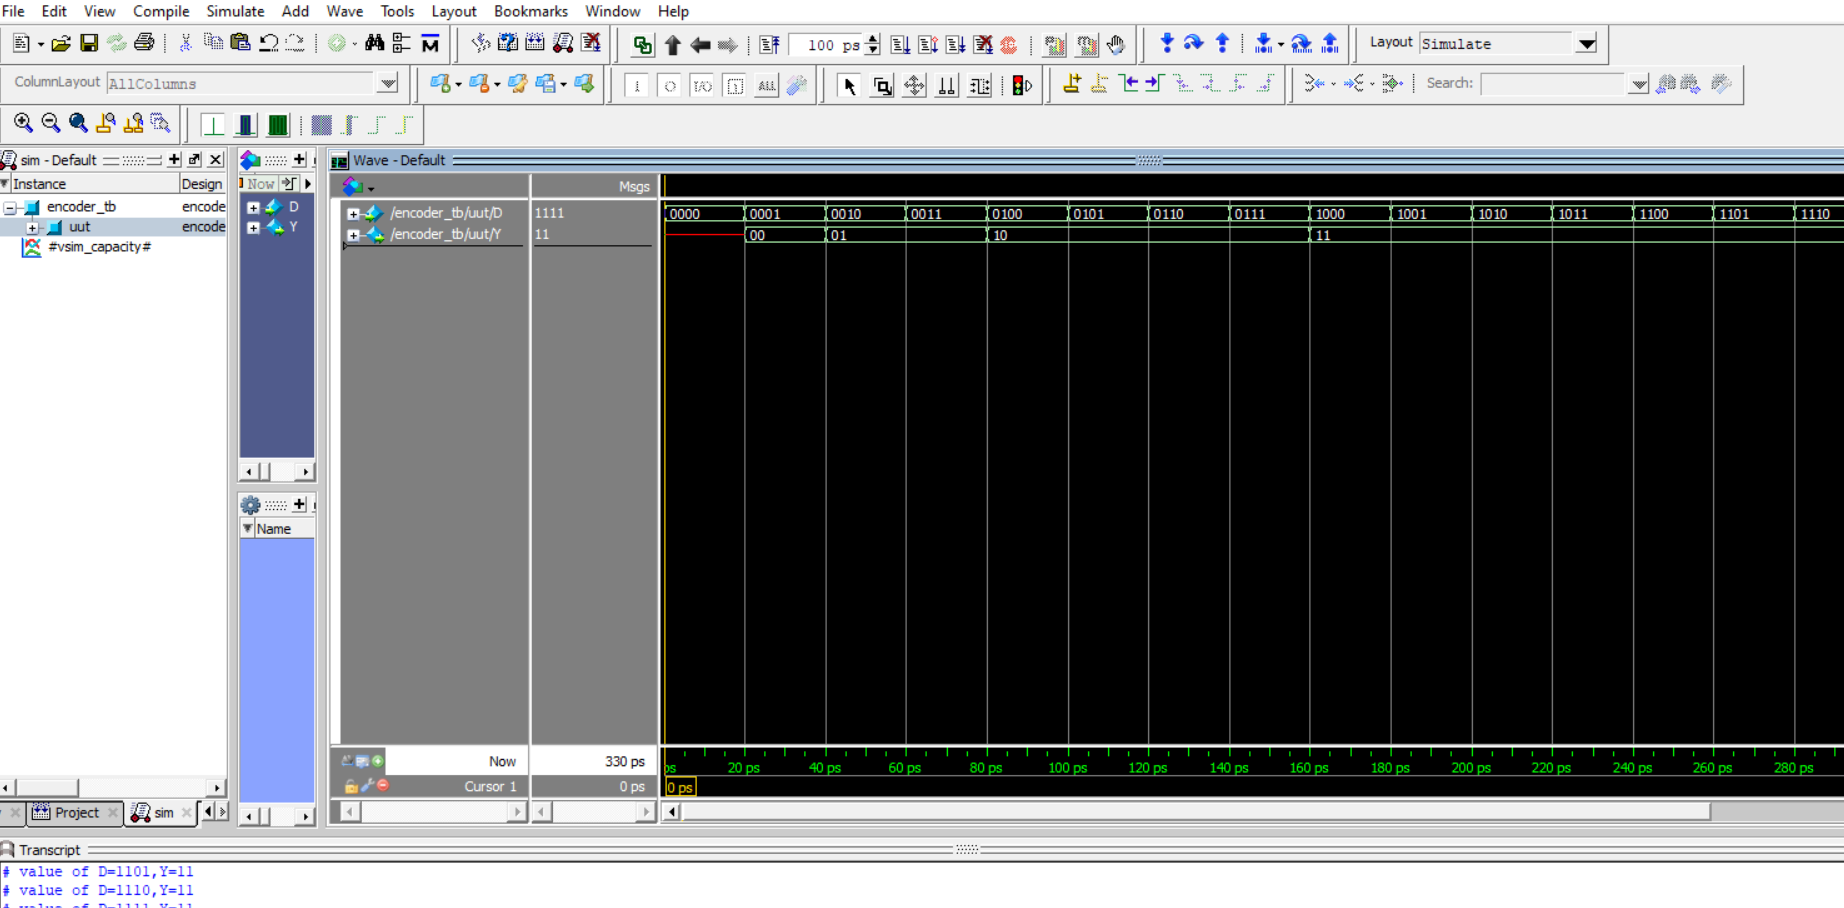 File Edit View Compile Simulate Add Wave Tools Layout Bookmarks Window Help
100 ps Layout Simulate
ColumnLayout AllColumns Search:
sim - Default Wave - Default
Instance Design Now Msgs
encoder_tb encode D /encoder_tb/uut/D 1111 0000 0001 0010 0011 0100 0101 0110 0111 1000 1001 1010 1011 1100 1101 1110
uut encode Y /encoder_tb/uut/Y 11 00 01 10 11
#vsim_capacity#
Name
Now 330 ps ps 20 ps 40 ps 60 ps 80 ps 100 ps 120 ps 140 ps 160 ps 180 ps 200 ps 220 ps 240 ps 260 ps 280 ps
Cursor 1 0 ps 0 ps
Project sim
Transcript
# value of D=1101,Y=11
# value of D=1110,Y=11
# value of D=1111,Y=11